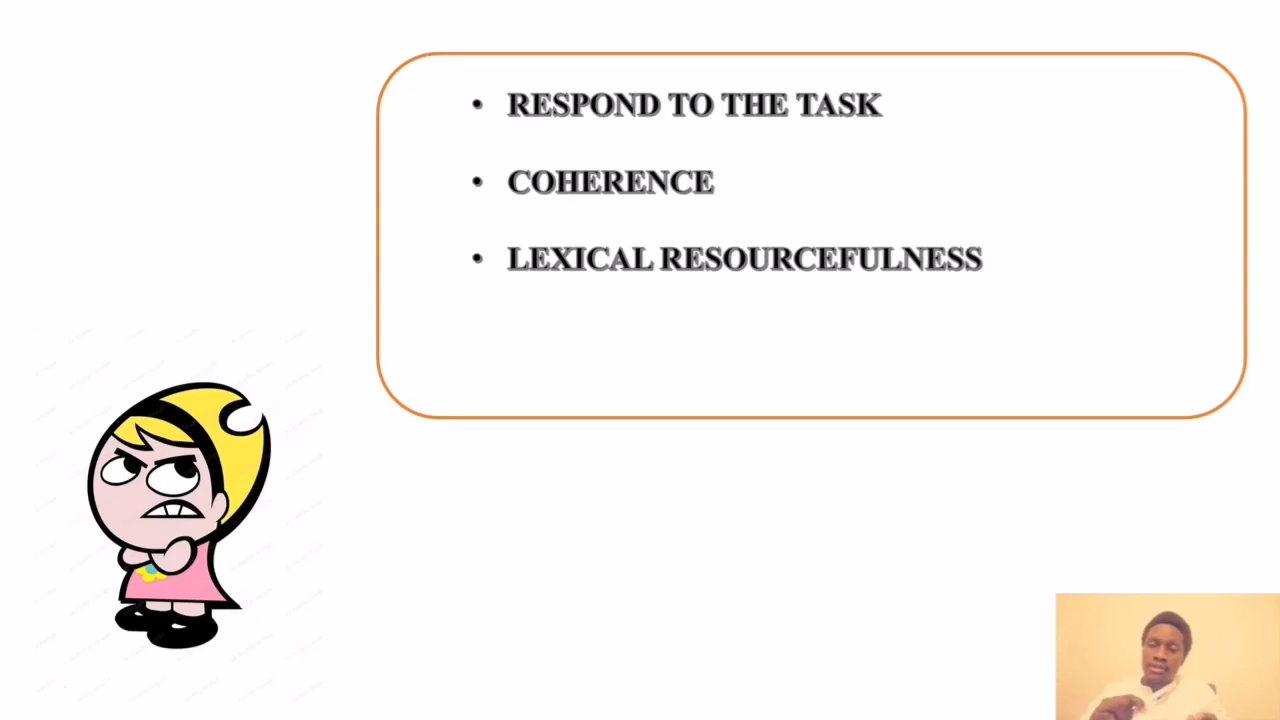 • RESPOND TO THE TASK
• COHERENCE
• LEXICAL RESOURCEFULNESS